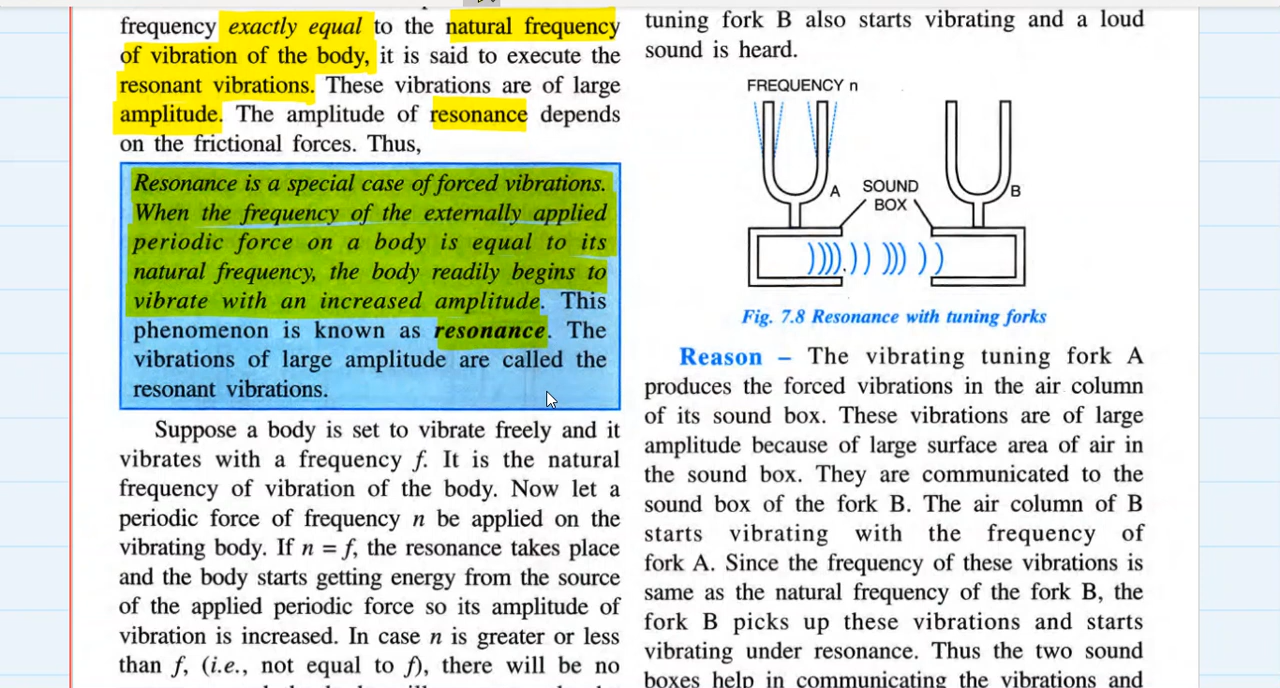 frequency exactly equal to the natural frequency
of vibration of the body, it is said to execute the
resonant vibrations. These vibrations are of large
amplitude. The amplitude of resonance depends
on the frictional forces. Thus,
Resonance is a special case of forced vibrations.
When the frequency of the externally applied
periodic force on a body is equal to its
natural frequency, the body readily begins to
vibrate with an increased amplitude. This
phenomenon is known as resonance. The
vibrations of large amplitude are called the
resonant vibrations.
Suppose a body is set to vibrate freely and it
vibrates with a frequency f. It is the natural
frequency of vibration of the body. Now let a
periodic force of frequency n be applied on the
vibrating body. If n = f, the resonance takes place
and the body starts getting energy from the source
of the applied periodic force so its amplitude of
vibration is increased. In case n is greater or less
than f, (i.e., not equal to f), there will be no
tuning fork B also starts vibrating and a loud
sound is heard.
FREQUENCY n
A
SOUND
BOX
B
Fig. 7.8 Resonance with tuning forks
Reason – The vibrating tuning fork A
produces the forced vibrations in the air column
of its sound box. These vibrations are of large
amplitude because of large surface area of air in
the sound box. They are communicated to the
sound box of the fork B. The air column of B
starts vibrating with the frequency of
fork A. Since the frequency of these vibrations is
same as the natural frequency of the fork B, the
fork B picks up these vibrations and starts
vibrating under resonance. Thus the two sound
boxes help in communicating the vibrations and